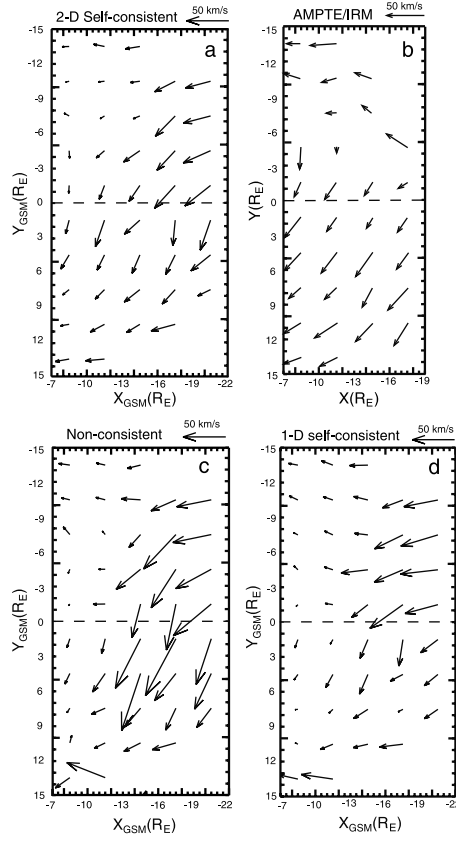 2-D Self-consistent
50 km/s
a
-15
-12
-9
-6
-3
0
3
6
9
12
15
Y_GSM(R_E)
-7 -10 -13 -16 -19 -22
X_GSM(R_E)
AMPTE/IRM
50 km/s
b
-15
-12
-9
-6
-3
0
3
6
9
12
15
Y(R_E)
-7 -10 -13 -16 -19
X(R_E)
Non-consistent
50 km/s
c
-15
-12
-9
-6
-3
0
3
6
9
12
15
Y_GSM(R_E)
-7 -10 -13 -16 -19 -22
X_GSM(R_E)
1-D self-consistent
50 km/s
d
-15
-12
-9
-6
-3
0
3
6
9
12
15
Y_GSM(R_E)
-7 -10 -13 -16 -19 -22
X_GSM(R_E)